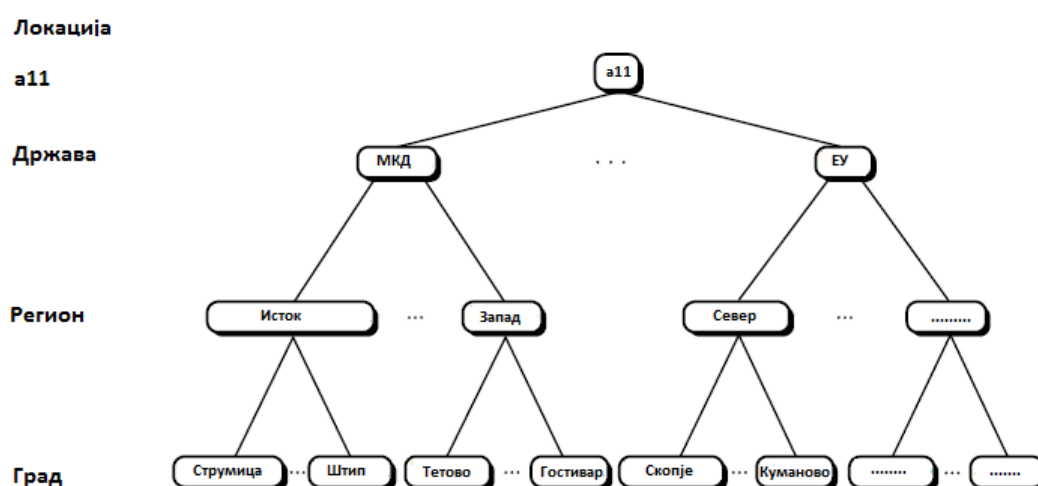 Локација
а11
а11
Држава
МКД
. . .
ЕУ
Регион
Исток
...
Запад
Север
...
.........
Град
Струмица
...
Штип
Тетово
...
Гостивар
Скопје
...
Куманово
........
...
.......